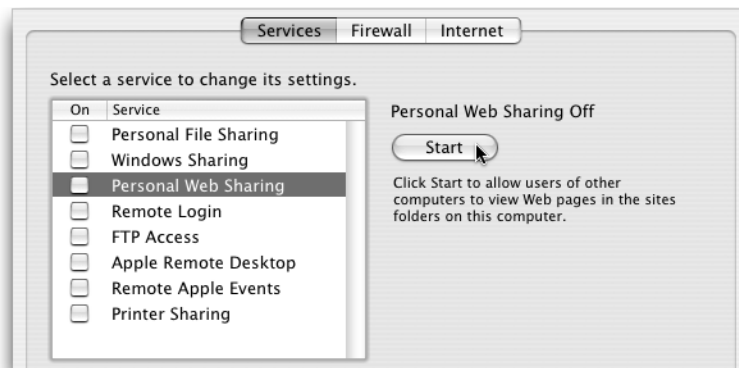 Services Firewall Internet
Select a service to change its settings.
On Service
Personal File Sharing
Windows Sharing
Personal Web Sharing
Remote Login
FTP Access
Apple Remote Desktop
Remote Apple Events
Printer Sharing
Personal Web Sharing Off
Start
Click Start to allow users of other
computers to view Web pages in the sites
folders on this computer.